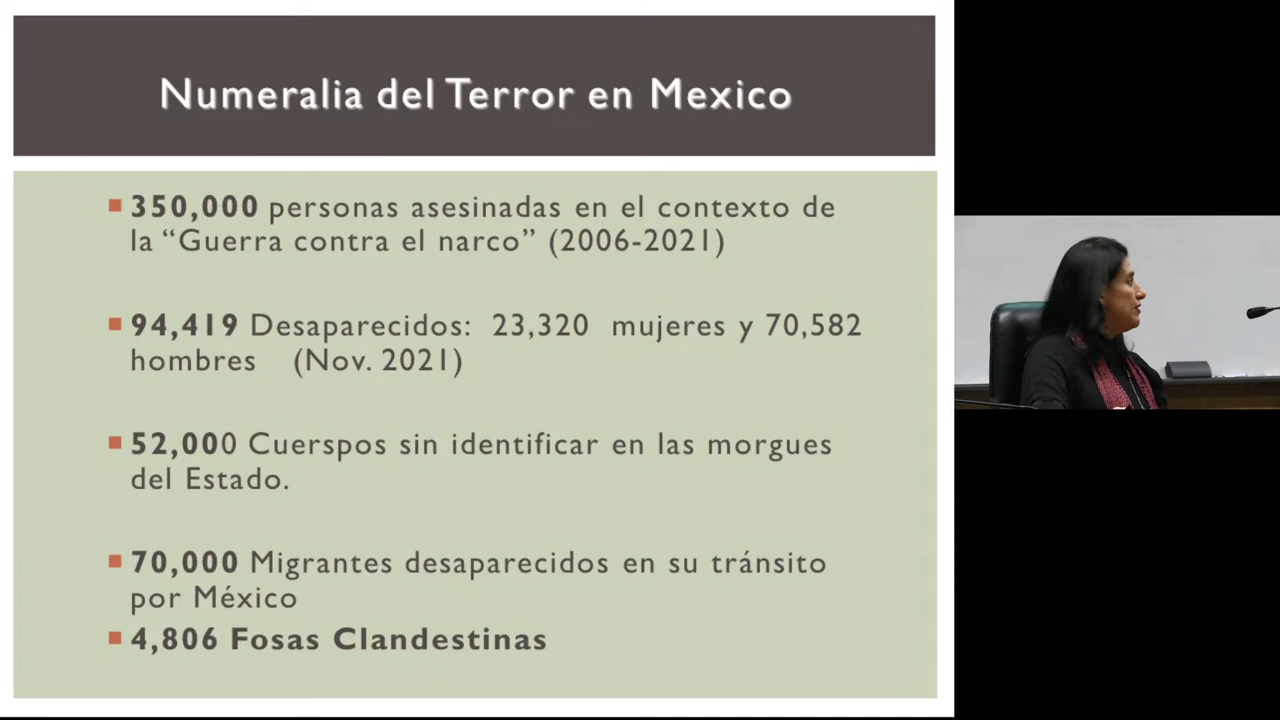 Numeralia del Terror en Mexico
350,000 personas asesinadas en el contexto de
la “Guerra contra el narco” (2006-2021)
94,419 Desaparecidos: 23,320 mujeres y 70,582
hombres (Nov. 2021)
52,000 Cuerspos sin identificar en las morgues
del Estado.
70,000 Migrantes desaparecidos en su tránsito
por México
4,806 Fosas Clandestinas